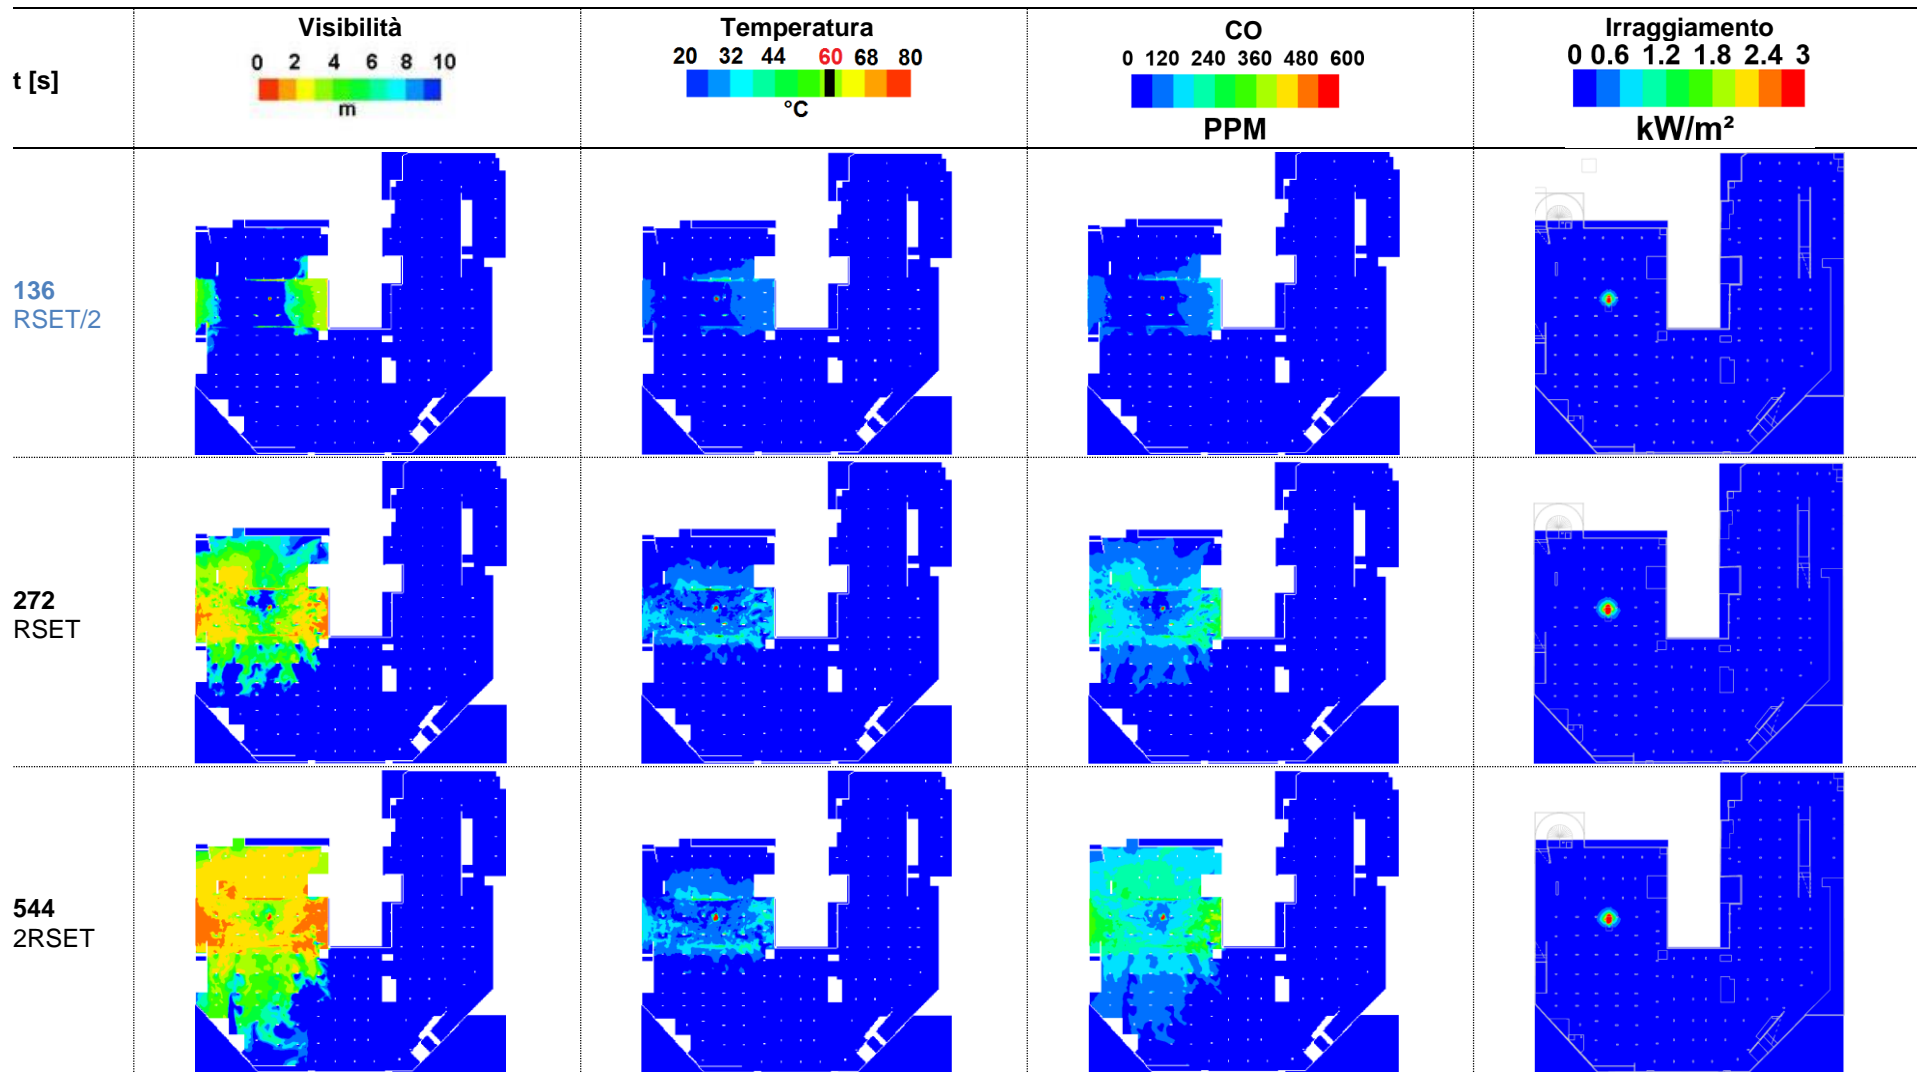 t [s]
Visibilità
0 2 4 6 8 10
m
Temperatura
20 32 44 60 68 80
°C
CO
0 120 240 360 480 600
PPM
Irraggiamento
0 0.6 1.2 1.8 2.4 3
kW/m²
136
RSET/2
272
RSET
544
2RSET